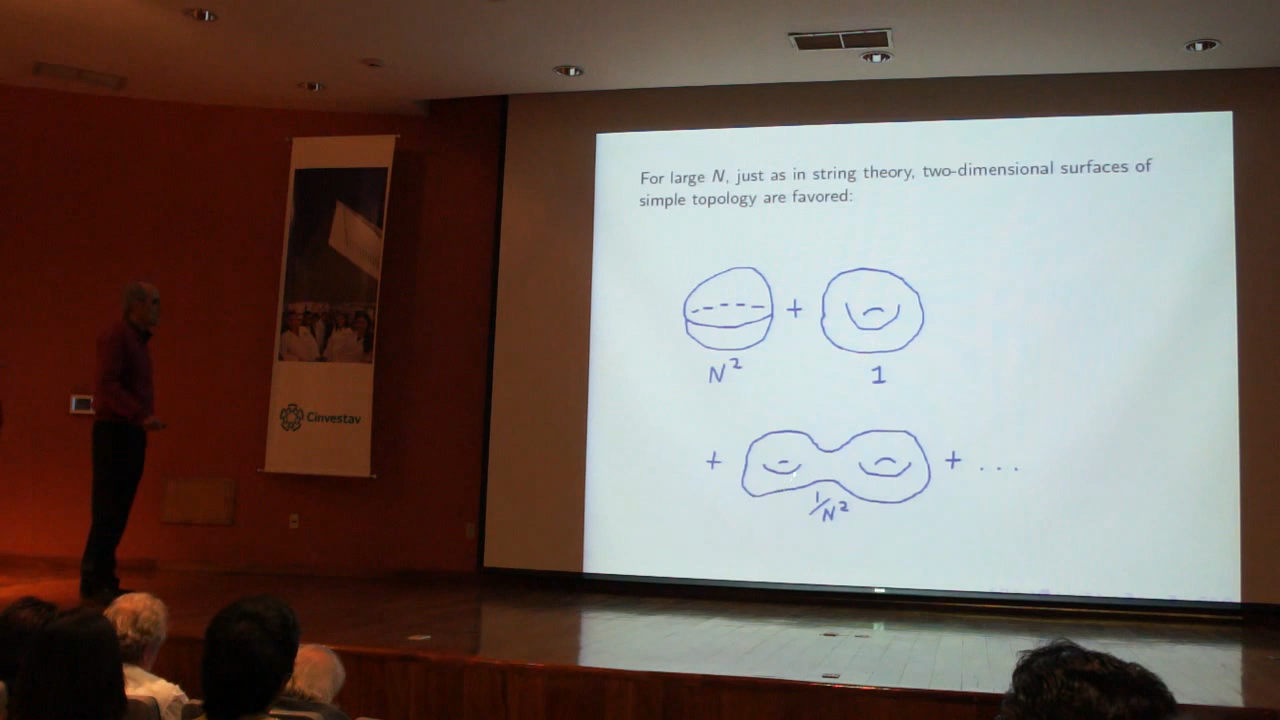 For large N, just as in string theory, two-dimensional surfaces of
simple topology are favored:
+
N² 1
+ + ...
1/N²
Cinvestav